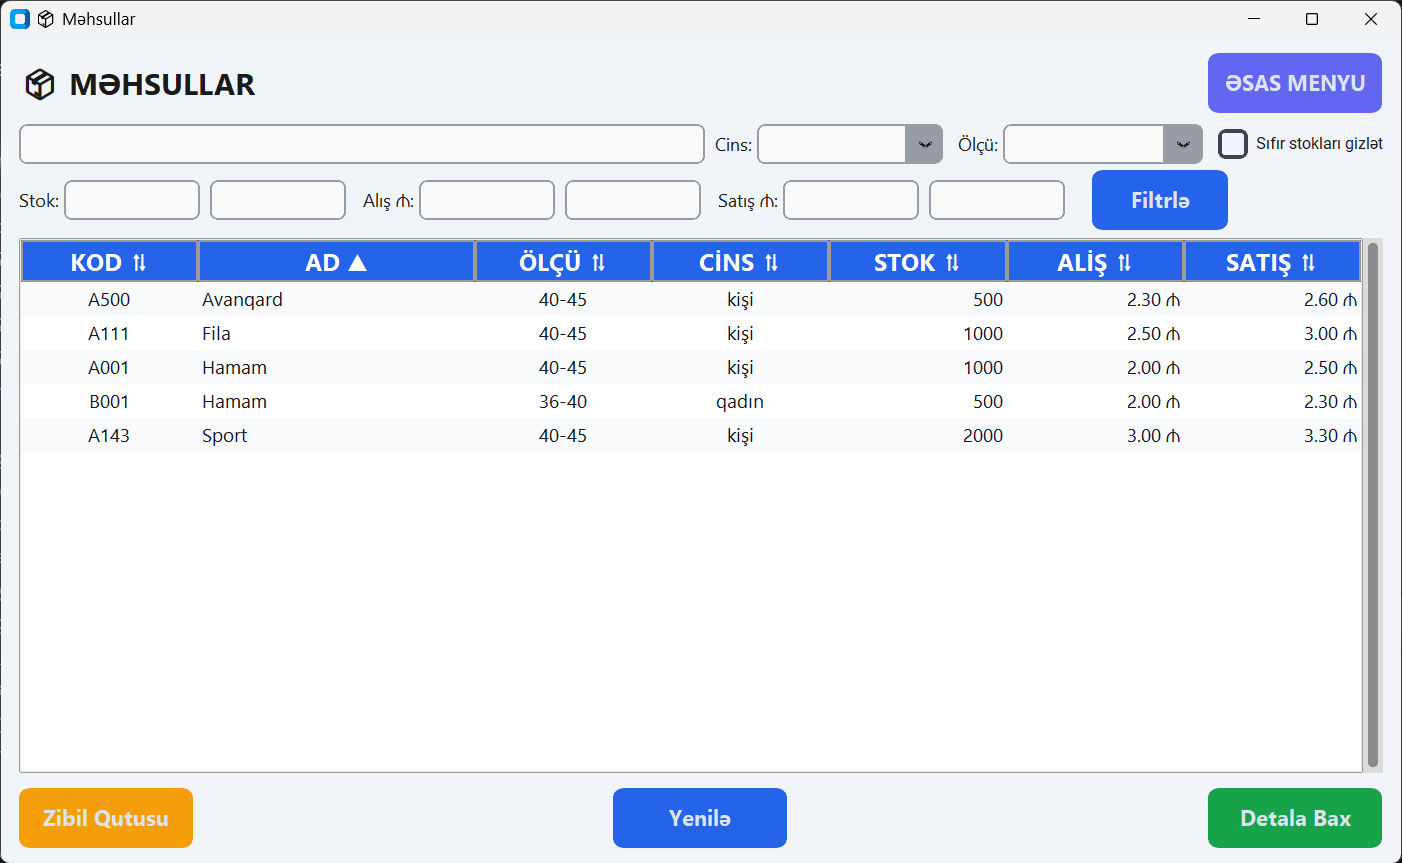 Məhsullar
MƏHSULLAR
ƏSAS MENYU
Cins: Ölçü: Sıfır stokları gizlət
Stok: Alış ₼: Satış ₼: Filtrlə
KOD ⇅ AD ▲ ÖLÇÜ ⇅ CİNS ⇅ STOK ⇅ ALİŞ ⇅ SATIŞ ⇅
A500 Avanqard 40-45 kişi 500 2.30 ₼ 2.60 ₼
A111 Fila 40-45 kişi 1000 2.50 ₼ 3.00 ₼
A001 Hamam 40-45 kişi 1000 2.00 ₼ 2.50 ₼
B001 Hamam 36-40 qadın 500 2.00 ₼ 2.30 ₼
A143 Sport 40-45 kişi 2000 3.00 ₼ 3.30 ₼
Zibil Qutusu Yenilə Detala Bax